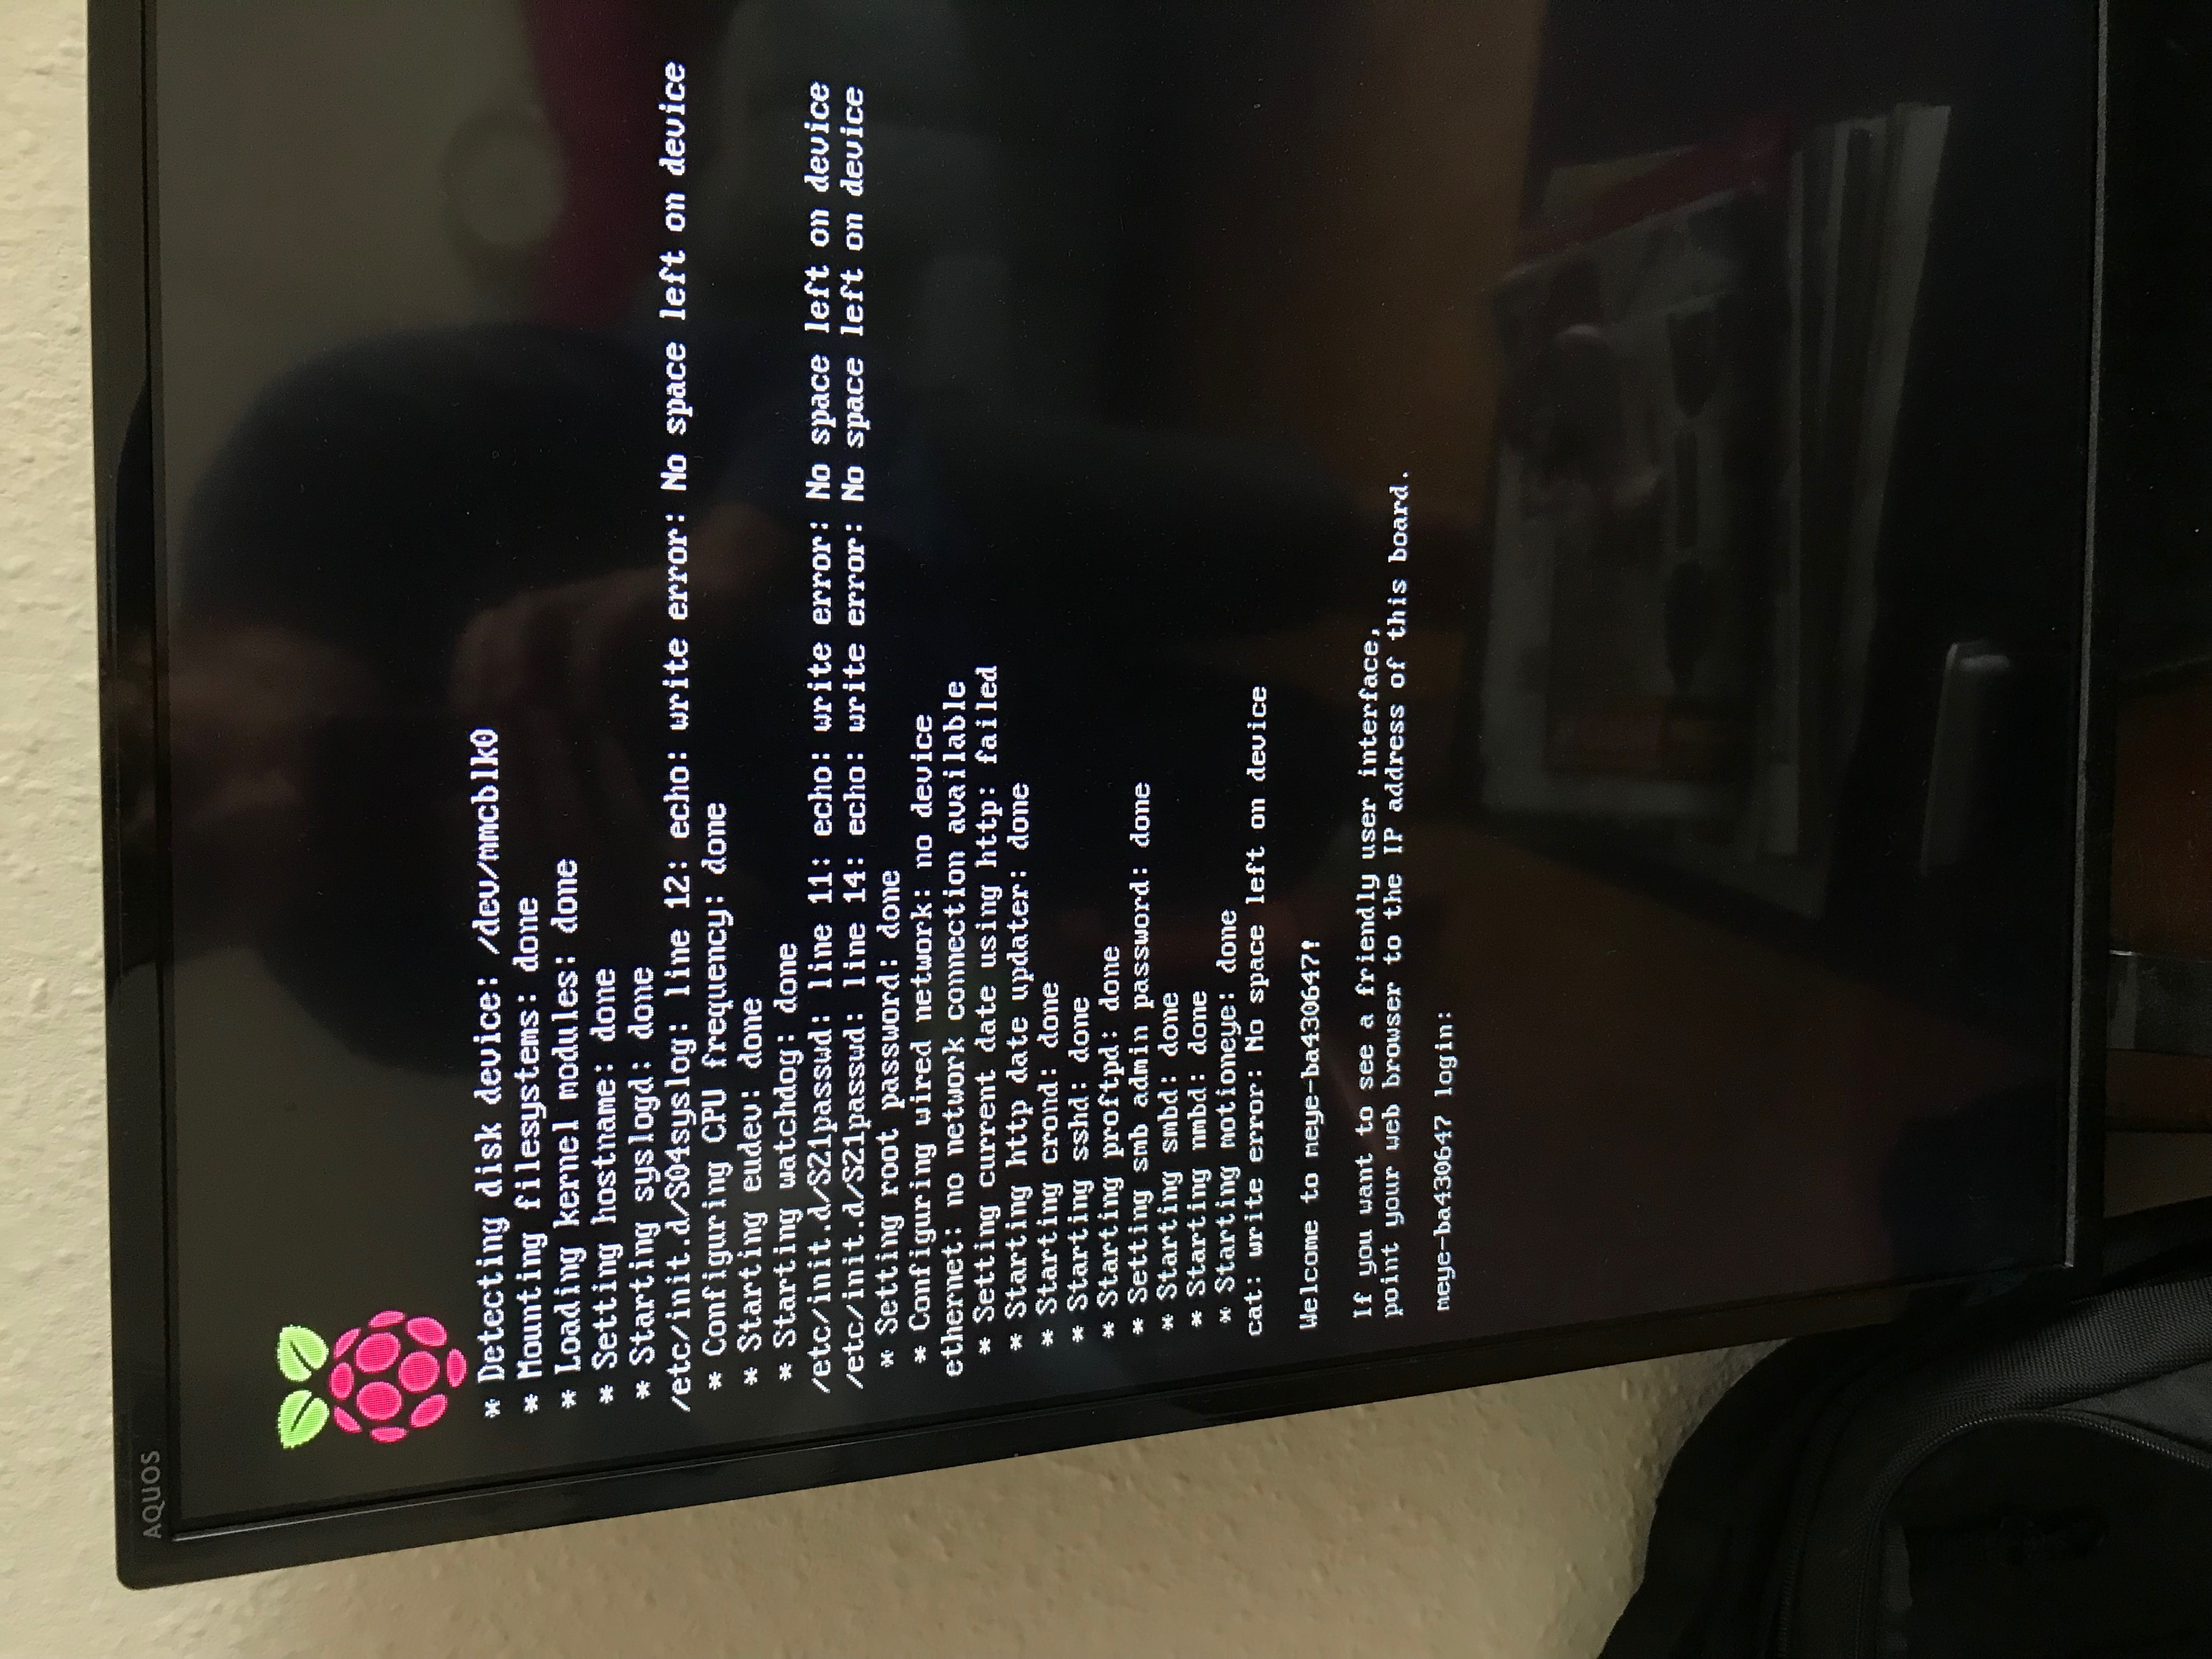 AQUOS
* Detecting disk device: /dev/mmcblk0
* Mounting filesystems: done
* Loading kernel modules: done
* Setting hostname: done
* Starting syslogd: done
/etc/init.d/S04syslog: line 12: echo: write error: No space left on device
* Configuring CPU frequency: done
* Starting eudev: done
* Starting watchdog: done
/etc/init.d/S21passwd: line 11: echo: write error: No space left on device
/etc/init.d/S21passwd: line 14: echo: write error: No space left on device
* Setting root password: done
* Configuring wired network: no device
ethernet: no network connection available
* Setting current date using http: failed
* Starting http date updater: done
* Starting crond: done
* Starting sshd: done
* Starting proftpd: done
* Setting smb admin password: done
* Starting smbd: done
* Starting nmbd: done
* Starting motioneye: done
cat: write error: No space left on device
Welcome to meye-ba430647!
If you want to see a friendly user interface,
point your web browser to the IP address of this board.
meye-ba430647 login: